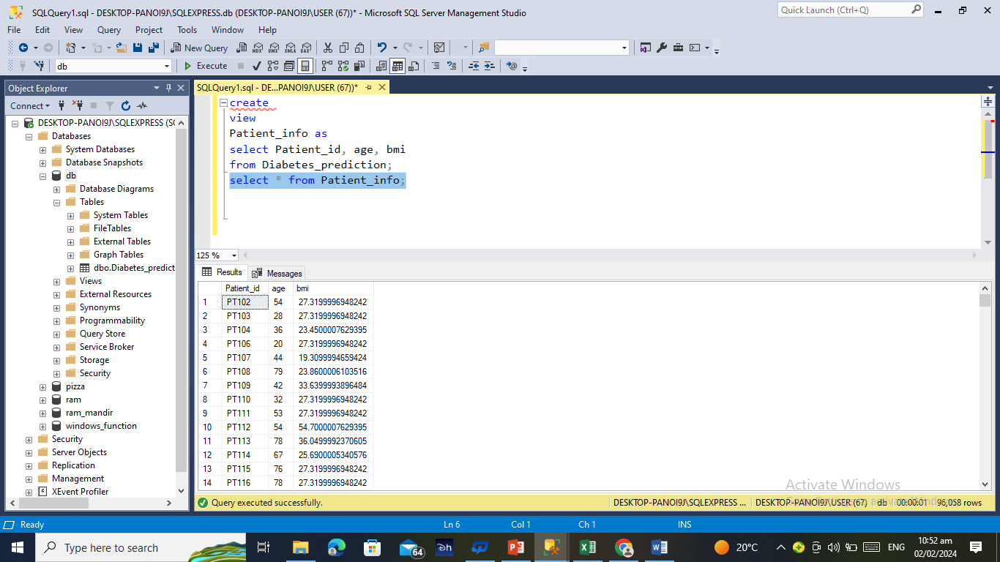 SQLQuery1.sql - DESKTOP-PANOI9J\SQLEXPRESS.db (DESKTOP-PANOI9J\USER (67))* - Microsoft SQL Server Management Studio
Quick Launch (Ctrl+Q)
File Edit View Query Project Tools Window Help
New Query MDX DMX XMLA DAX
db Execute
Object Explorer
Connect
DESKTOP-PANOI9J\SQLEXPRESS (S
Databases
System Databases
Database Snapshots
db
Database Diagrams
Tables
System Tables
FileTables
External Tables
Graph Tables
dbo.Diabetes_predict
Views
External Resources
Synonyms
Programmability
Query Store
Service Broker
Storage
Security
pizza
ram
ram_mandir
windows_function
Security
Server Objects
Replication
Management
XEvent Profiler
SQLQuery1.sql - DE...PANOI9J\USER (67))*
create
view
Patient_info as
select Patient_id, age, bmi
from Diabetes_prediction;
select * from Patient_info;
125 %
Results Messages
Patient_id age bmi
1 PT102 54 27.3199996948242
2 PT103 28 27.3199996948242
3 PT104 36 23.4500007629395
4 PT106 20 27.3199996948242
5 PT107 44 19.3099994659424
6 PT108 79 23.8600006103516
7 PT109 42 33.6399993896484
8 PT110 32 27.3199996948242
9 PT111 53 27.3199996948242
10 PT112 54 54.7000007629395
11 PT113 78 36.0499992370605
12 PT114 67 25.6900005340576
13 PT115 76 27.3199996948242
14 PT116 78 27.3199996948242
Activate Windows
Query executed successfully. DESKTOP-PANOI9J\SQLEXPRESS ... DESKTOP-PANOI9J\USER (67) db 00:00:01 96,058 rows
Ready Ln 6 Col 1 Ch 1 INS
Type here to search 64 20°C ENG 10:52 am
02/02/2024